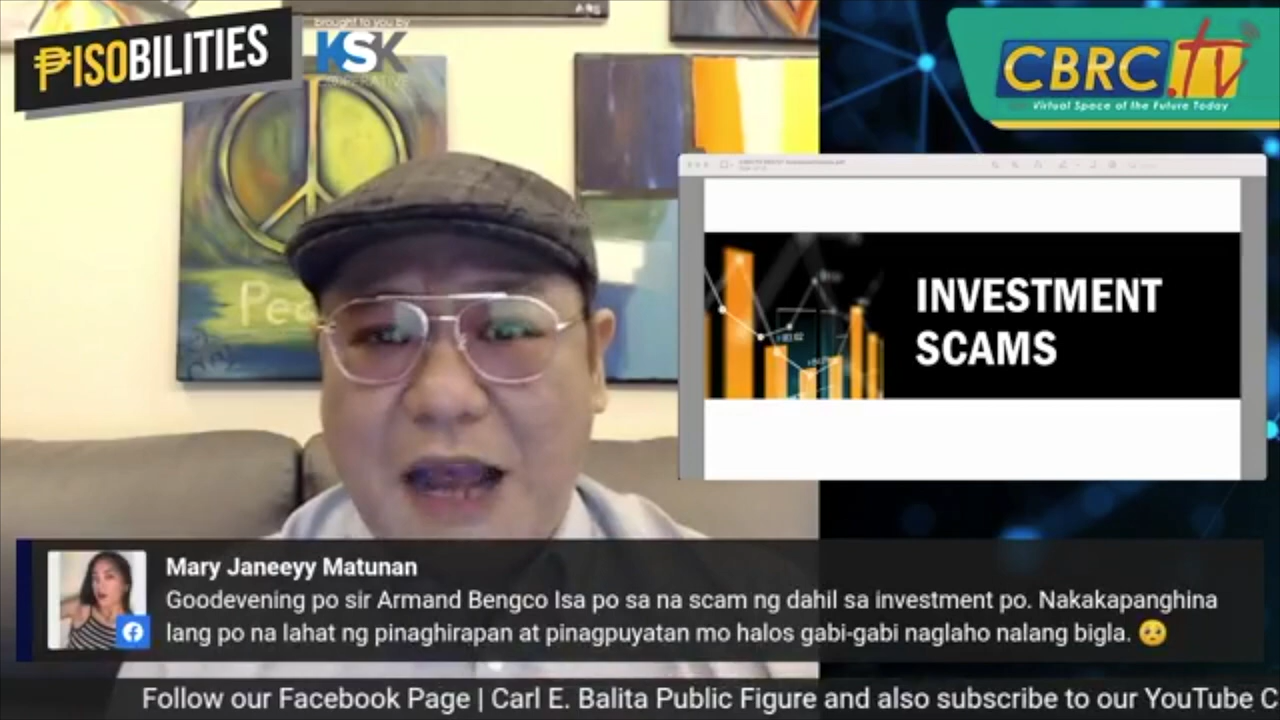 ₱ISOBILITIES
brought to you by
KSK
COOPERATIVE
CBRC.tv
Virtual Space of the Future Today
Pea
INVESTMENT
SCAMS
Mary Janeeyy Matunan
Goodevening po sir Armand Bengco Isa po sa na scam ng dahil sa investment po. Nakakapanghina
lang po na lahat ng pinaghirapan at pinagpuyatan mo halos gabi-gabi naglaho nalang bigla. 🥺
Follow our Facebook Page | Carl E. Balita Public Figure and also subscribe to our YouTube C